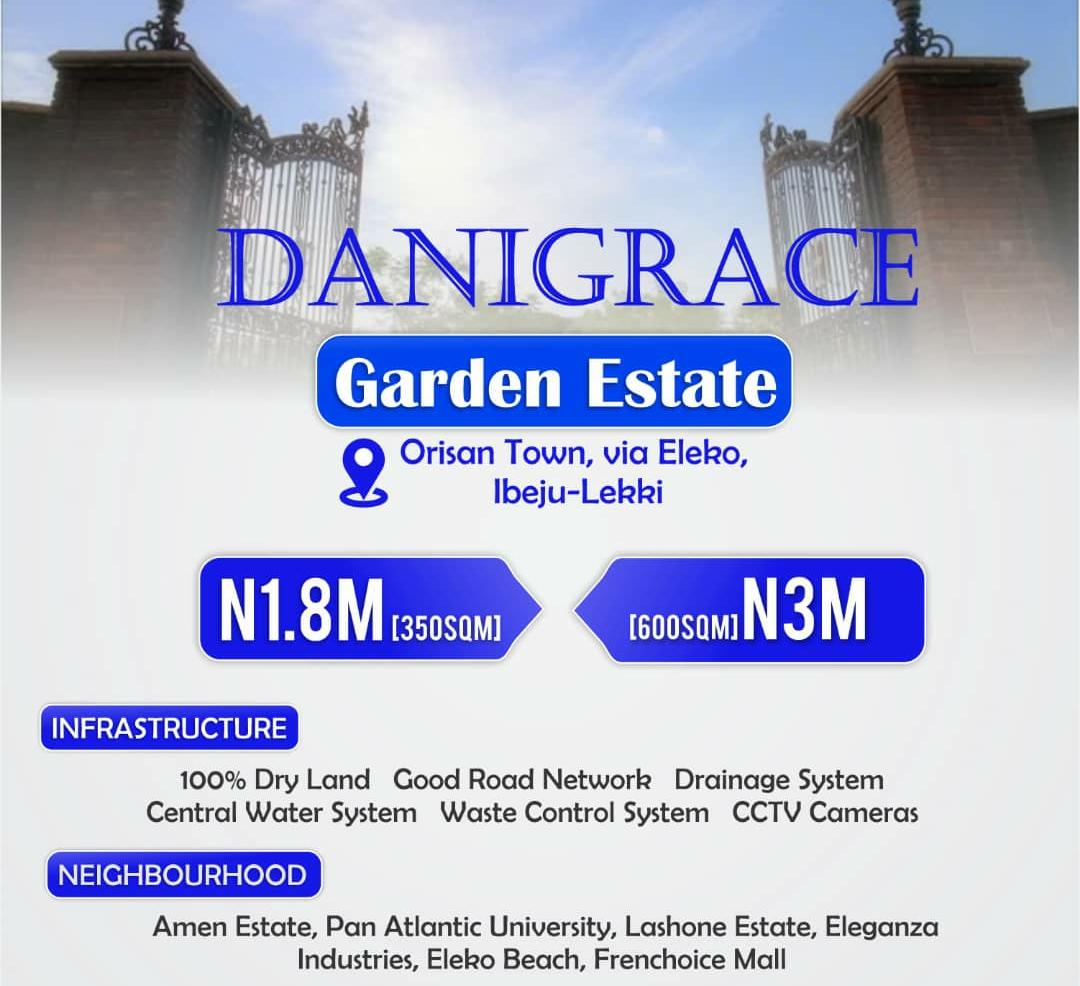 DANIGRACE
Garden Estate
Orisan Town, via Eleko,
Ibeju-Lekki
N1.8M [350SQM]
[600SQM] N3M
INFRASTRUCTURE
100% Dry Land Good Road Network Drainage System
Central Water System Waste Control System CCTV Cameras
NEIGHBOURHOOD
Amen Estate, Pan Atlantic University, Lashone Estate, Eleganza
Industries, Eleko Beach, Frenchoice Mall